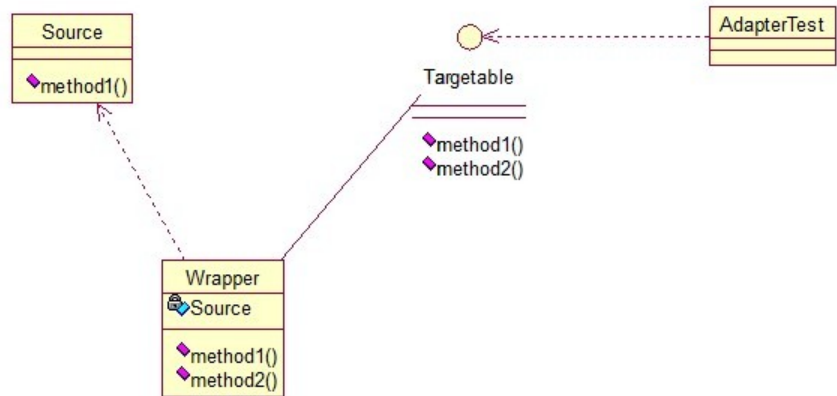 Source
method1()
Targetable
method1()
method2()
AdapterTest
Wrapper
Source
method1()
method2()